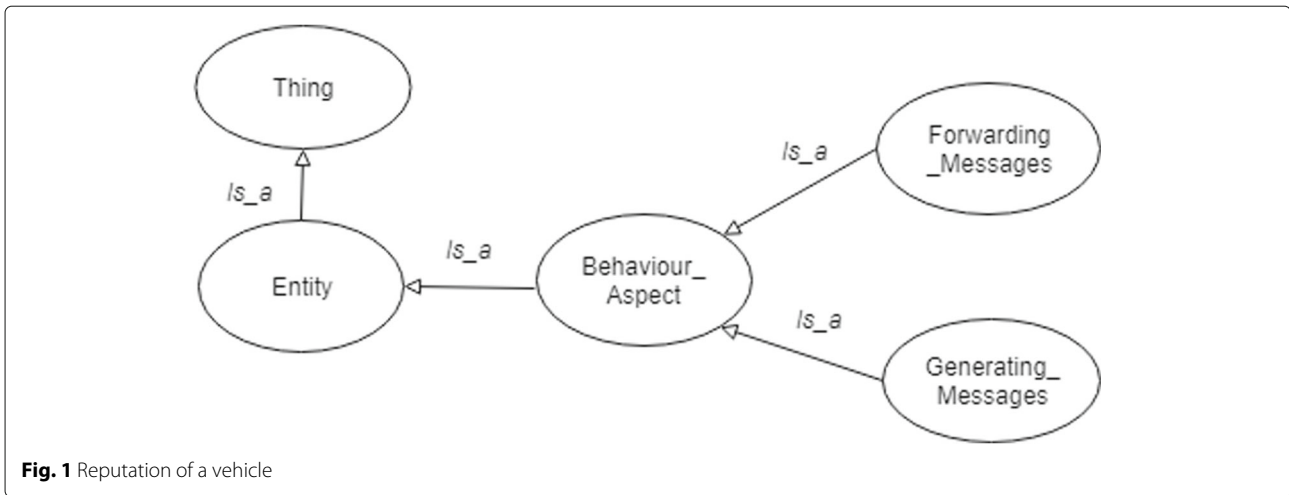 Thing
Is_a
Entity
Is_a
Behaviour_
Aspect
Is_a
Forwarding
_Messages
Is_a
Generating_
Messages
Fig. 1 Reputation of a vehicle